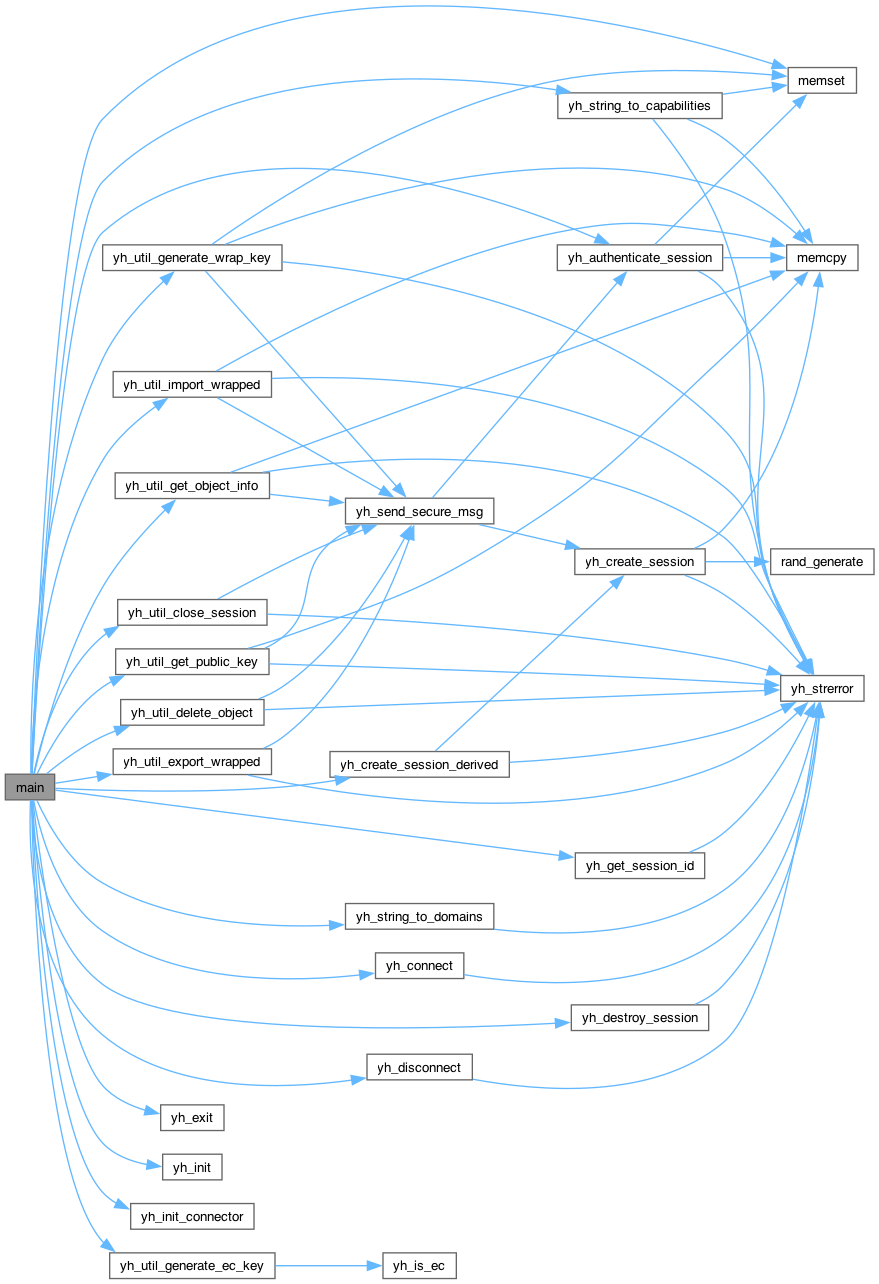 memset
yh_string_to_capabilities
yh_util_generate_wrap_key
yh_authenticate_session
memcpy
yh_util_import_wrapped
yh_util_get_object_info
yh_send_secure_msg
yh_create_session
rand_generate
yh_util_close_session
yh_util_get_public_key
yh_strerror
yh_util_delete_object
yh_util_export_wrapped
yh_create_session_derived
main
yh_get_session_id
yh_string_to_domains
yh_connect
yh_destroy_session
yh_disconnect
yh_exit
yh_init
yh_init_connector
yh_util_generate_ec_key
yh_is_ec